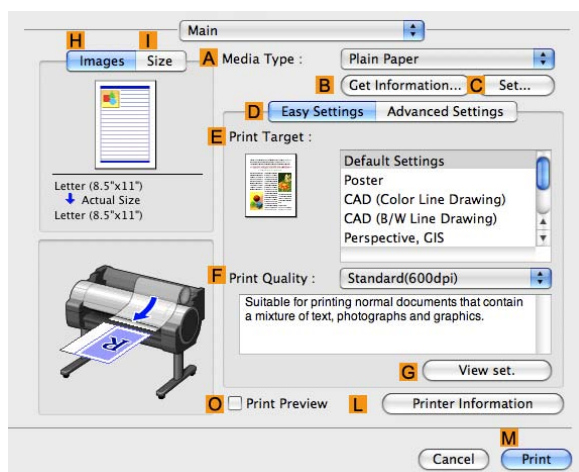 Main
H I
Images Size
A Media Type : Plain Paper
B Get Information... C Set...
D Easy Settings Advanced Settings
E Print Target :
Default Settings
Poster
CAD (Color Line Drawing)
CAD (B/W Line Drawing)
Perspective, GIS
Letter (8.5"x11")
Actual Size
Letter (8.5"x11")
F Print Quality : Standard(600dpi)
Suitable for printing normal documents that contain
a mixture of text, photographs and graphics.
G View set.
O Print Preview L Printer Information
M
Cancel Print